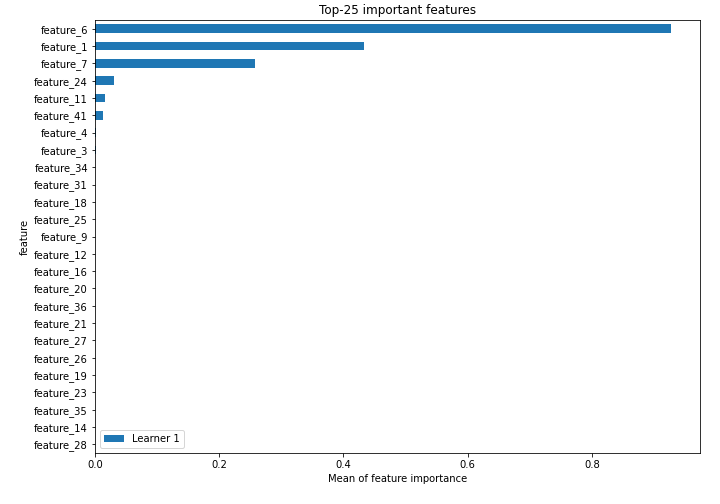 Top-25 important features
feature_6
feature_1
feature_7
feature_24
feature_11
feature_41
feature_4
feature_3
feature_34
feature_31
feature_18
feature_25
feature_9
feature_12
feature_16
feature_20
feature_36
feature_21
feature_27
feature_26
feature_19
feature_23
feature_35
feature_14
feature_28
feature
Learner 1
0.0 0.2 0.4 0.6 0.8
Mean of feature importance